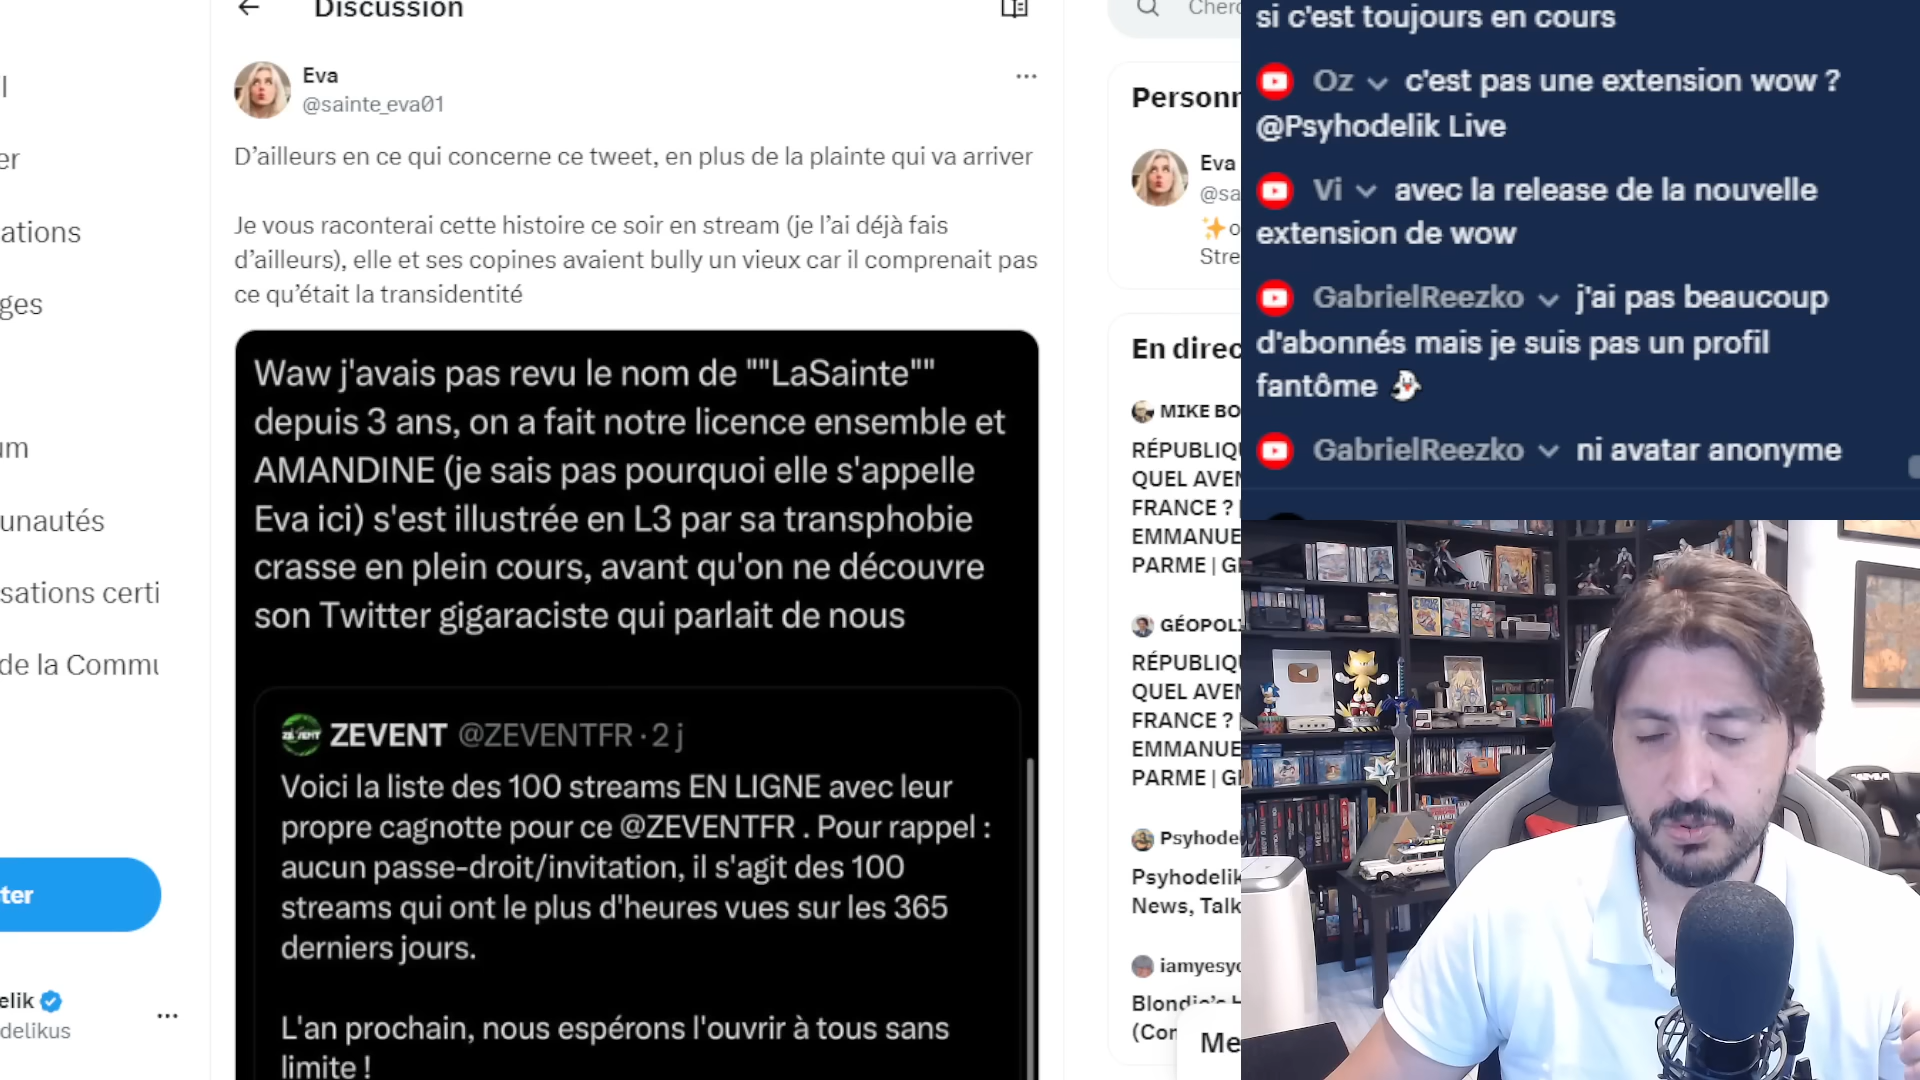 Discussion
Eva
@sainte_eva01
D’ailleurs en ce qui concerne ce tweet, en plus de la plainte qui va arriver
Je vous raconterai cette histoire ce soir en stream (je l’ai déjà fais
d’ailleurs), elle et ses copines avaient bully un vieux car il comprenait pas
ce qu’était la transidentité
Waw j'avais pas revu le nom de ""LaSainte""
depuis 3 ans, on a fait notre licence ensemble et
AMANDINE (je sais pas pourquoi elle s'appelle
Eva ici) s'est illustrée en L3 par sa transphobie
crasse en plein cours, avant qu'on ne découvre
son Twitter gigaraciste qui parlait de nous
ZEVENT @ZEVENTFR · 2 j
Voici la liste des 100 streams EN LIGNE avec leur
propre cagnotte pour ce @ZEVENTFR . Pour rappel :
aucun passe-droit/invitation, il s'agit des 100
streams qui ont le plus d'heures vues sur les 365
derniers jours.
L'an prochain, nous espérons l'ouvrir à tous sans
limite !
l
er
ations
ges
um
unautés
sations certi
de la Commu
ter
elik
delikus
Cherc
Personn
Eva
@sa
✨o
Stre
En direc
MIKE BO
RÉPUBLIQU
QUEL AVEN
FRANCE ?
EMMANUE
PARME | G
GÉOPOLI
RÉPUBLIQU
QUEL AVEN
FRANCE ?
EMMANUE
PARME | G
Psyhodel
Psyhodelik
News, Talk
iamyesyo
Blondie’s H
(Con
Me
si c'est toujours en cours
Oz c'est pas une extension wow ?
@Psyhodelik Live
Vi avec la release de la nouvelle
extension de wow
GabrielReezko j'ai pas beaucoup
d'abonnés mais je suis pas un profil
fantôme 👻
GabrielReezko ni avatar anonyme